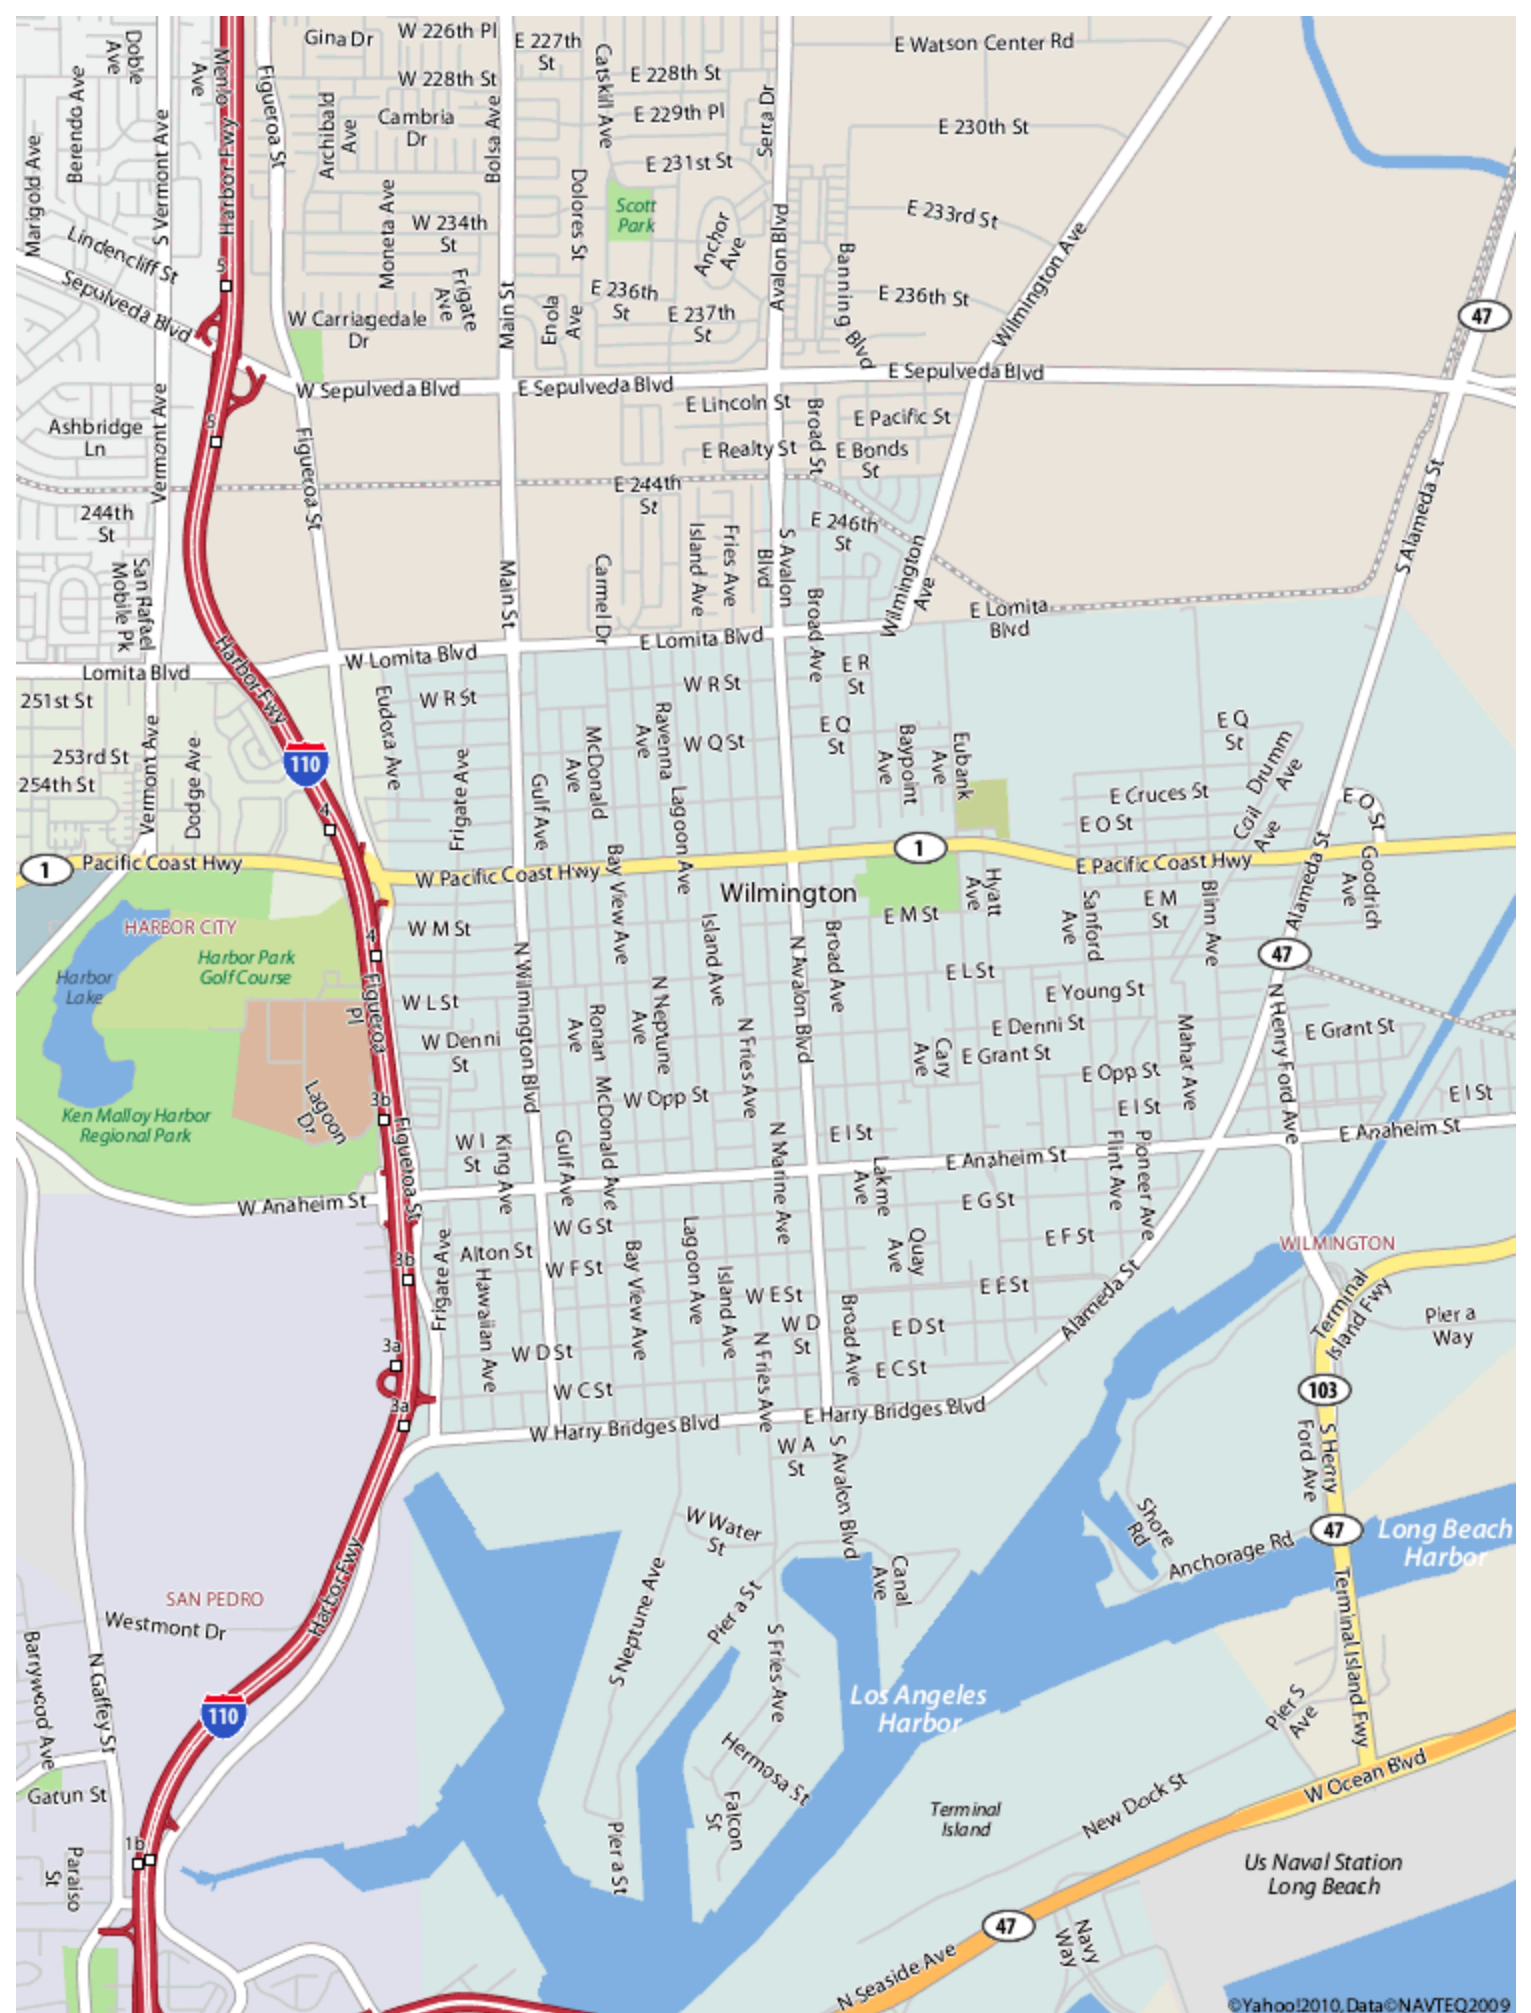 Doble
Ave
Menlo
Ave
Gina Dr
W 226th Pl
E 227th
St
Catskill Ave
E Watson Center Rd
Berendo Ave
Figueroa St
Archibald
Ave
W 228th St
Bolsa Ave
E 228th St
Serra Dr
Marigold Ave
S Vermont Ave
Harbor Fwy
Cambria
Dr
E 229th Pl
E 230th St
E 231st St
Dolores St
Scott
Park
Anchor
Ave
Avalon Blvd
E 233rd St
Lindencliff St
Moneta Ave
W 234th
St
Banning Blvd
Wilmington Ave
5
Sepulveda Blvd
Frigate
Ave
Main St
Enola
Ave
E 236th
St
E 237th
St
E 236th St
47
W Carriagedale
Dr
W Sepulveda Blvd
E Sepulveda Blvd
E Sepulveda Blvd
Vermont Ave
5
Ashbridge
Ln
Figueroa St
E Lincoln St
Broad St
E Pacific St
E Realty St
E Bonds
St
S Alameda St
244th
St
E 244th
St
Island Ave
Fries Ave
S Avalon
Blvd
E 246th
St
San Rafael
Mobile Pk
Main St
Carmel Dr
Broad Ave
Wilmington
Ave
E Lomita
Blvd
Lomita Blvd
Harbor Fwy
W Lomita Blvd
E Lomita Blvd
251st St
Eudora Ave
W R St
W R St
E R
St
253rd St
254th St
Vermont Ave
Dodge Ave
110
4
Frigate Ave
Gulf Ave
McDonald
Ave
Ravenna
Ave
W Q St
Lagoon Ave
E Q
St
Baypoint
Ave
Eubank
Ave
E Q
St
Drumm
Ave
Coil
Ave
E Cruces St
E O St
E O St
1
Pacific Coast Hwy
W Pacific Coast Hwy
1
E Pacific Coast Hwy
Alameda St
Goodrich
Ave
Bay View Ave
Wilmington
Hyatt
Ave
E M St
Sanford
Ave
E M
St
Blinn Ave
HARBOR CITY
Harbor Park
Golf Course
Harbor
Lake
4
Figueroa
Pl
W M St
N Wilmington Blvd
Island Ave
N Avalon Blvd
Broad Ave
E L St
47
W L St
Ronan
Ave
N Neptune
Ave
N Fries Ave
E Young St
N Henry Ford Ave
W Denni
St
E Denni St
E Grant St
Cary
Ave
E Grant St
Mahar Ave
E Opp St
Ken Malloy Harbor
Regional Park
Lagoon
Dr
3b
McDonald Ave
W Opp St
E I St
E I St
Figueroa St
W I
St
King Ave
Gulf Ave
N Marine Ave
E I St
E Anaheim St
Flint Ave
Pioneer Ave
E Anaheim St
W Anaheim St
Lakme
Ave
E G St
Frigate Ave
Alton St
W G St
Lagoon Ave
Quay
Ave
E F St
WILMINGTON
3b
Hawaiian Ave
W F St
Bay View Ave
Island Ave
W E St
E E St
Alameda St
Terminal
Island Fwy
Pier a
Way
3a
W D St
N Fries Ave
W D
St
Broad Ave
E D St
E C St
103
3a
W C St
W Harry Bridges Blvd
E Harry Bridges Blvd
W A
St
S Avalon Blvd
S Henry
Ford Ave
W Water
St
Shore
Rd
Anchorage Rd
47
Long Beach
Harbor
Harbor Fwy
SAN PEDRO
Westmont Dr
S Neptune Ave
Pier a St
Canal
Ave
Terminal Island Fwy
Barrywood Ave
N Gaffey St
S Fries Ave
Los Angeles
Harbor
Pier S
Ave
110
Hermosa St
W Ocean Blvd
Gatun St
Falcon
St
Terminal
Island
New Dock St
1b
Paraiso
St
Pier a St
Us Naval Station
Long Beach
47
Navy
Way
N Seaside Ave
©Yahoo!2010, Data©NAVTEQ2009